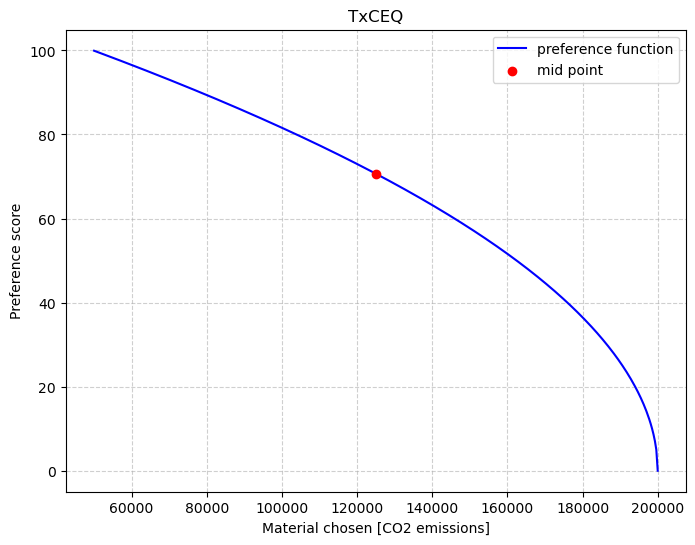 TxCEQ
preference function
mid point
100
80
60
40
20
0
Preference score
60000 80000 100000 120000 140000 160000 180000 200000
Material chosen [CO2 emissions]